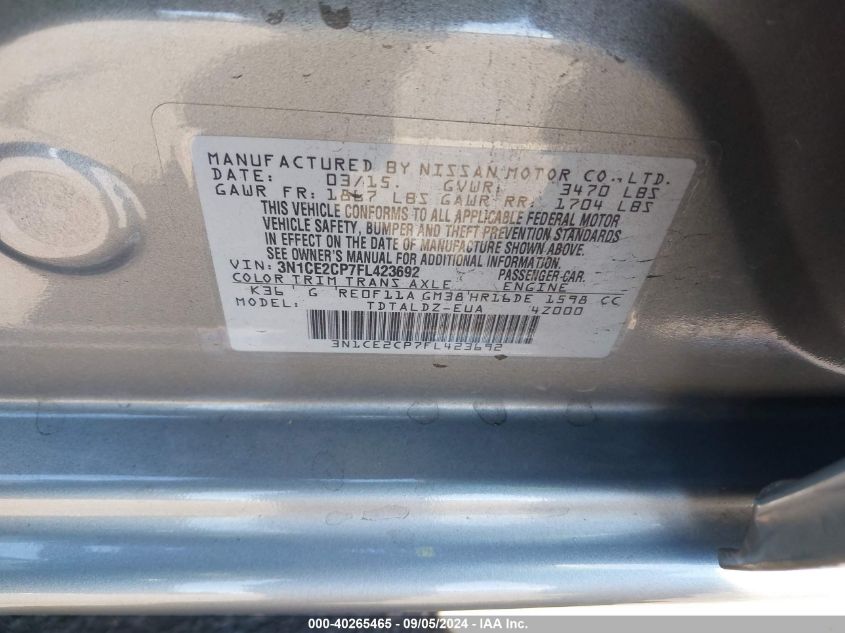 MANUFACTURED BY NISSAN MOTOR CO.,LTD.
DATE: 03/15. GVWR: 3470 LBS
GAWR FR: 1867 LBS GAWR RR: 1704 LBS
THIS VEHICLE CONFORMS TO ALL APPLICABLE FEDERAL MOTOR
VEHICLE SAFETY, BUMPER AND THEFT PREVENTION STANDARDS
IN EFFECT ON THE DATE OF MANUFACTURE SHOWN ABOVE.
SEE OWNER'S MANUAL FOR ADDITIONAL INFORMATION
VIN: 3N1CE2CP7FL423692 PASSENGER-CAR.
COLOR TRIM TRANS AXLE ENGINE
K36 G RE0F11A GM38 HR16DE 1598 CC
MODEL: TDTALDZ-EUA 4Z000
3N1CE2CP7FL423692
000-40265465 - 09/05/2024 - IAA Inc.